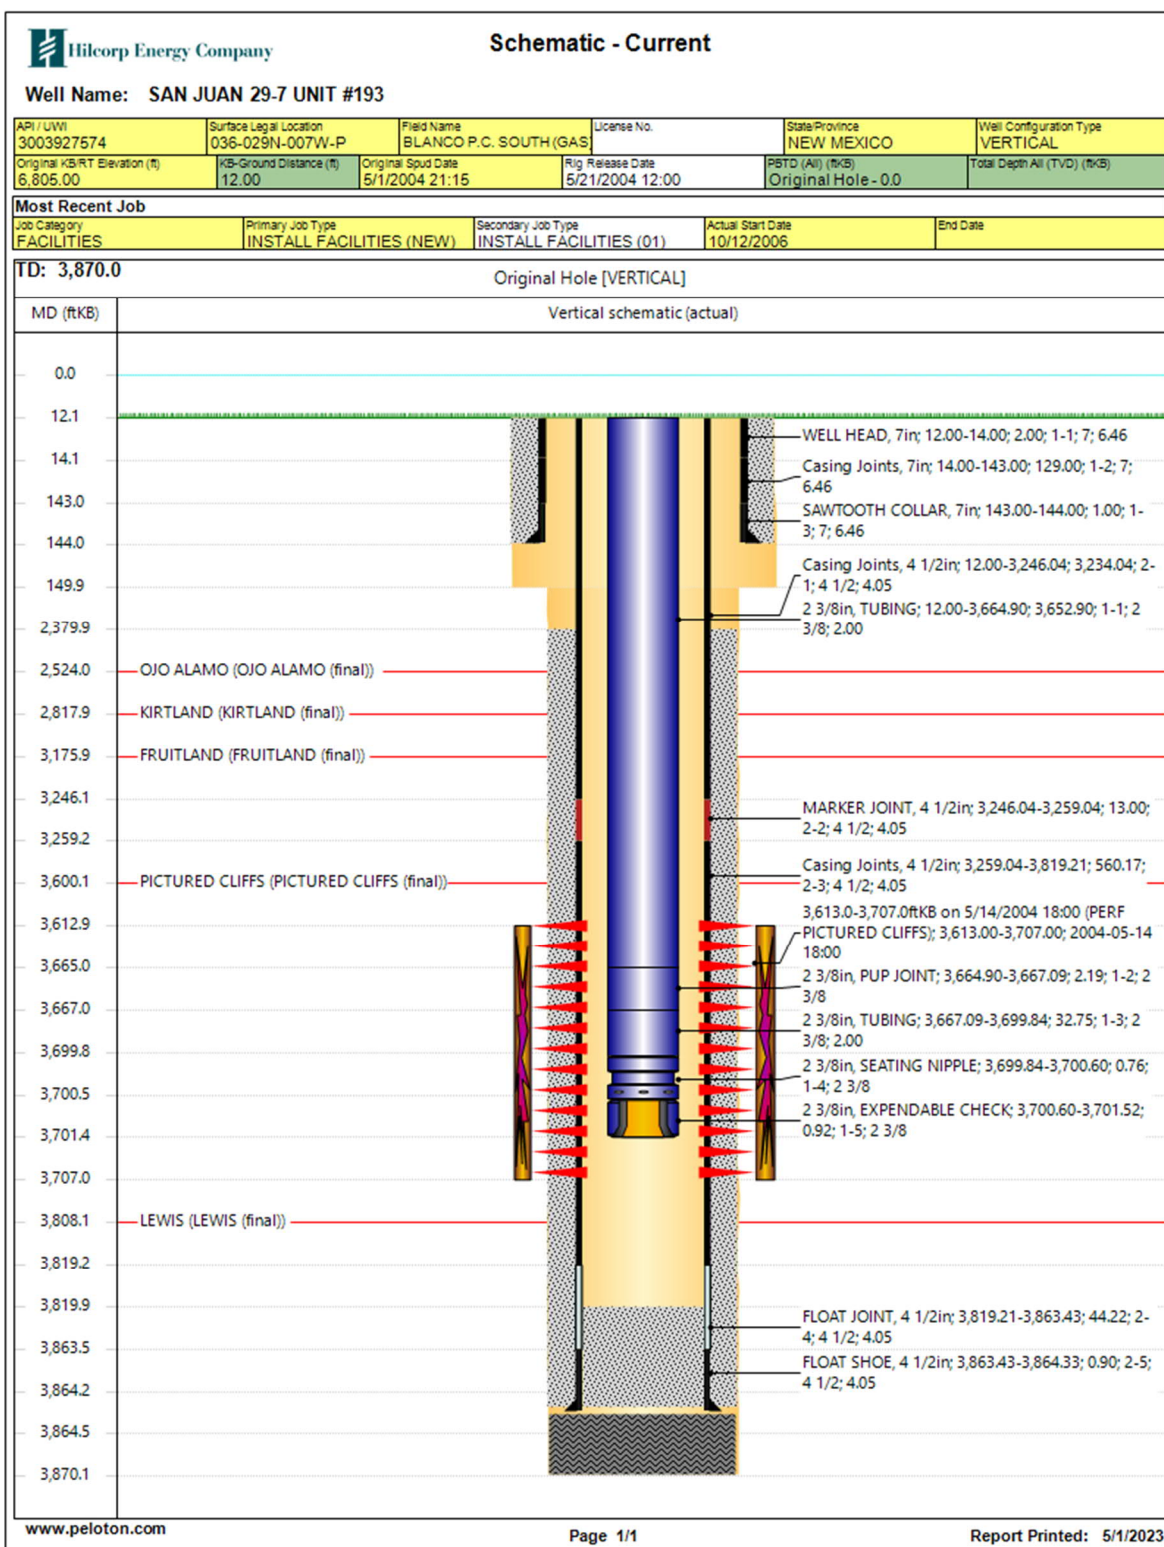 Hilcorp Energy Company
Schematic - Current
Well Name: SAN JUAN 29-7 UNIT #193
API / UWI
3003927574
Surface Legal Location
036-029N-007W-P
Field Name
BLANCO P.C. SOUTH (GAS)
License No.
State/Province
NEW MEXICO
Well Configuration Type
VERTICAL
Original KB/RT Elevation (ft)
6,805.00
KB-Ground Distance (ft)
12.00
Original Spud Date
5/1/2004 21:15
Rig Release Date
5/21/2004 12:00
PBTD (All) (ftKB)
Original Hole - 0.0
Total Depth All (TVD) (ftKB)
Most Recent Job
Job Category
FACILITIES
Primary Job Type
INSTALL FACILITIES (NEW)
Secondary Job Type
INSTALL FACILITIES (01)
Actual Start Date
10/12/2006
End Date
TD: 3,870.0
Original Hole [VERTICAL]
MD (ftKB)
Vertical schematic (actual)
0.0
12.1
14.1
143.0
144.0
149.9
2,379.9
2,524.0
2,817.9
3,175.9
3,246.1
3,259.2
3,600.1
3,612.9
3,665.0
3,667.0
3,699.8
3,700.5
3,701.4
3,707.0
3,808.1
3,819.2
3,819.9
3,863.5
3,864.2
3,864.5
3,870.1
OJO ALAMO (OJO ALAMO (final))
KIRTLAND (KIRTLAND (final))
FRUITLAND (FRUITLAND (final))
PICTURED CLIFFS (PICTURED CLIFFS (final))
LEWIS (LEWIS (final))
WELL HEAD, 7in; 12.00-14.00; 2.00; 1-1; 7; 6.46
Casing Joints, 7in; 14.00-143.00; 129.00; 1-2; 7;
6.46
SAWTOOTH COLLAR, 7in; 143.00-144.00; 1.00; 1-
3; 7; 6.46
Casing Joints, 4 1/2in; 12.00-3,246.04; 3,234.04; 2-
1; 4 1/2; 4.05
2 3/8in, TUBING; 12.00-3,664.90; 3,652.90; 1-1; 2
3/8; 2.00
MARKER JOINT, 4 1/2in; 3,246.04-3,259.04; 13.00;
2-2; 4 1/2; 4.05
Casing Joints, 4 1/2in; 3,259.04-3,819.21; 560.17;
2-3; 4 1/2; 4.05
3,613.0-3,707.0ftKB on 5/14/2004 18:00 (PERF
PICTURED CLIFFS); 3,613.00-3,707.00; 2004-05-14
18:00
2 3/8in, PUP JOINT; 3,664.90-3,667.09; 2.19; 1-2; 2
3/8
2 3/8in, TUBING; 3,667.09-3,699.84; 32.75; 1-3; 2
3/8; 2.00
2 3/8in, SEATING NIPPLE; 3,699.84-3,700.60; 0.76;
1-4; 2 3/8
2 3/8in, EXPENDABLE CHECK; 3,700.60-3,701.52;
0.92; 1-5; 2 3/8
FLOAT JOINT, 4 1/2in; 3,819.21-3,863.43; 44.22; 2-
4; 4 1/2; 4.05
FLOAT SHOE, 4 1/2in; 3,863.43-3,864.33; 0.90; 2-5;
4 1/2; 4.05
www.peloton.com
Page 1/1
Report Printed: 5/1/2023